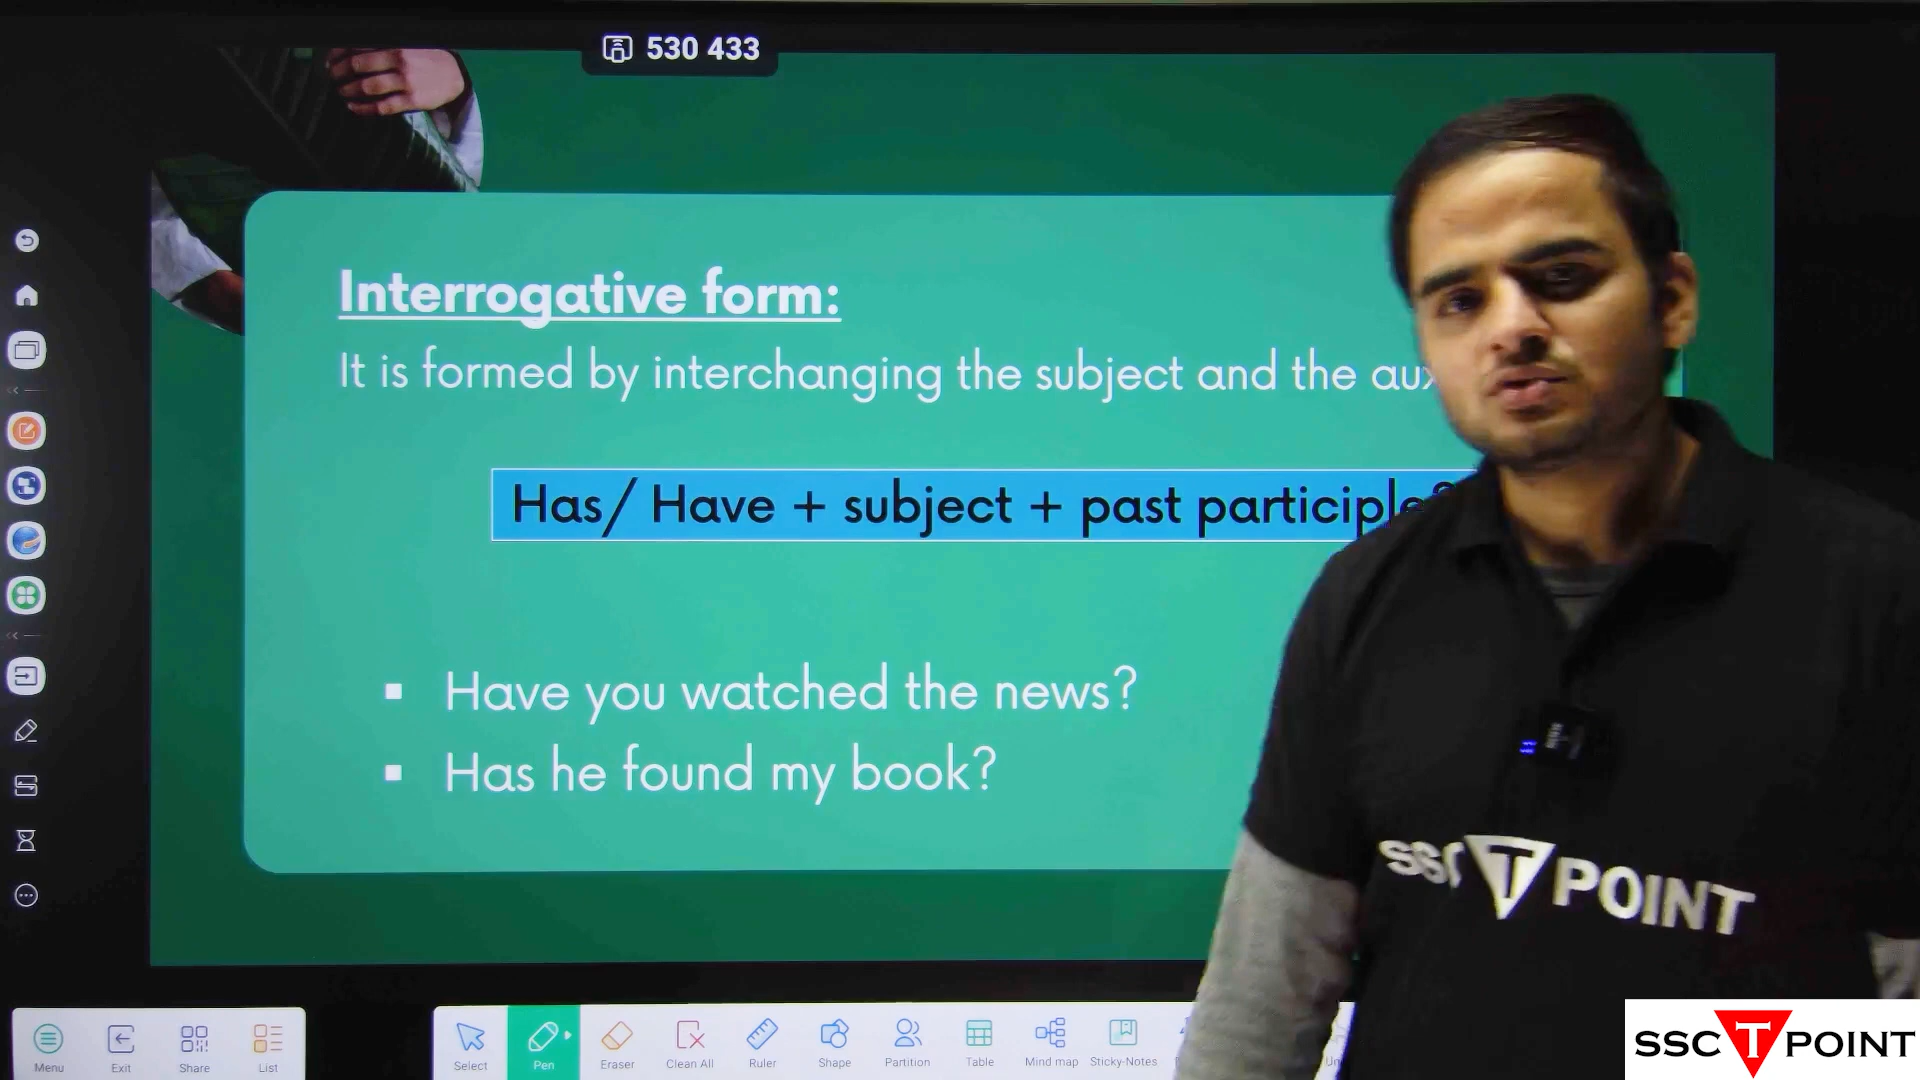 530 433
Interrogative form:
It is formed by interchanging the subject and the
Has/ Have + subject + past participle?
▪ Have you watched the news?
▪ Has he found my book?
SSC T POINT
Menu Exit Share List Select Pen Eraser Clean All Ruler Shape Partition Table Mind map Sticky-Notes
SSC T POINT